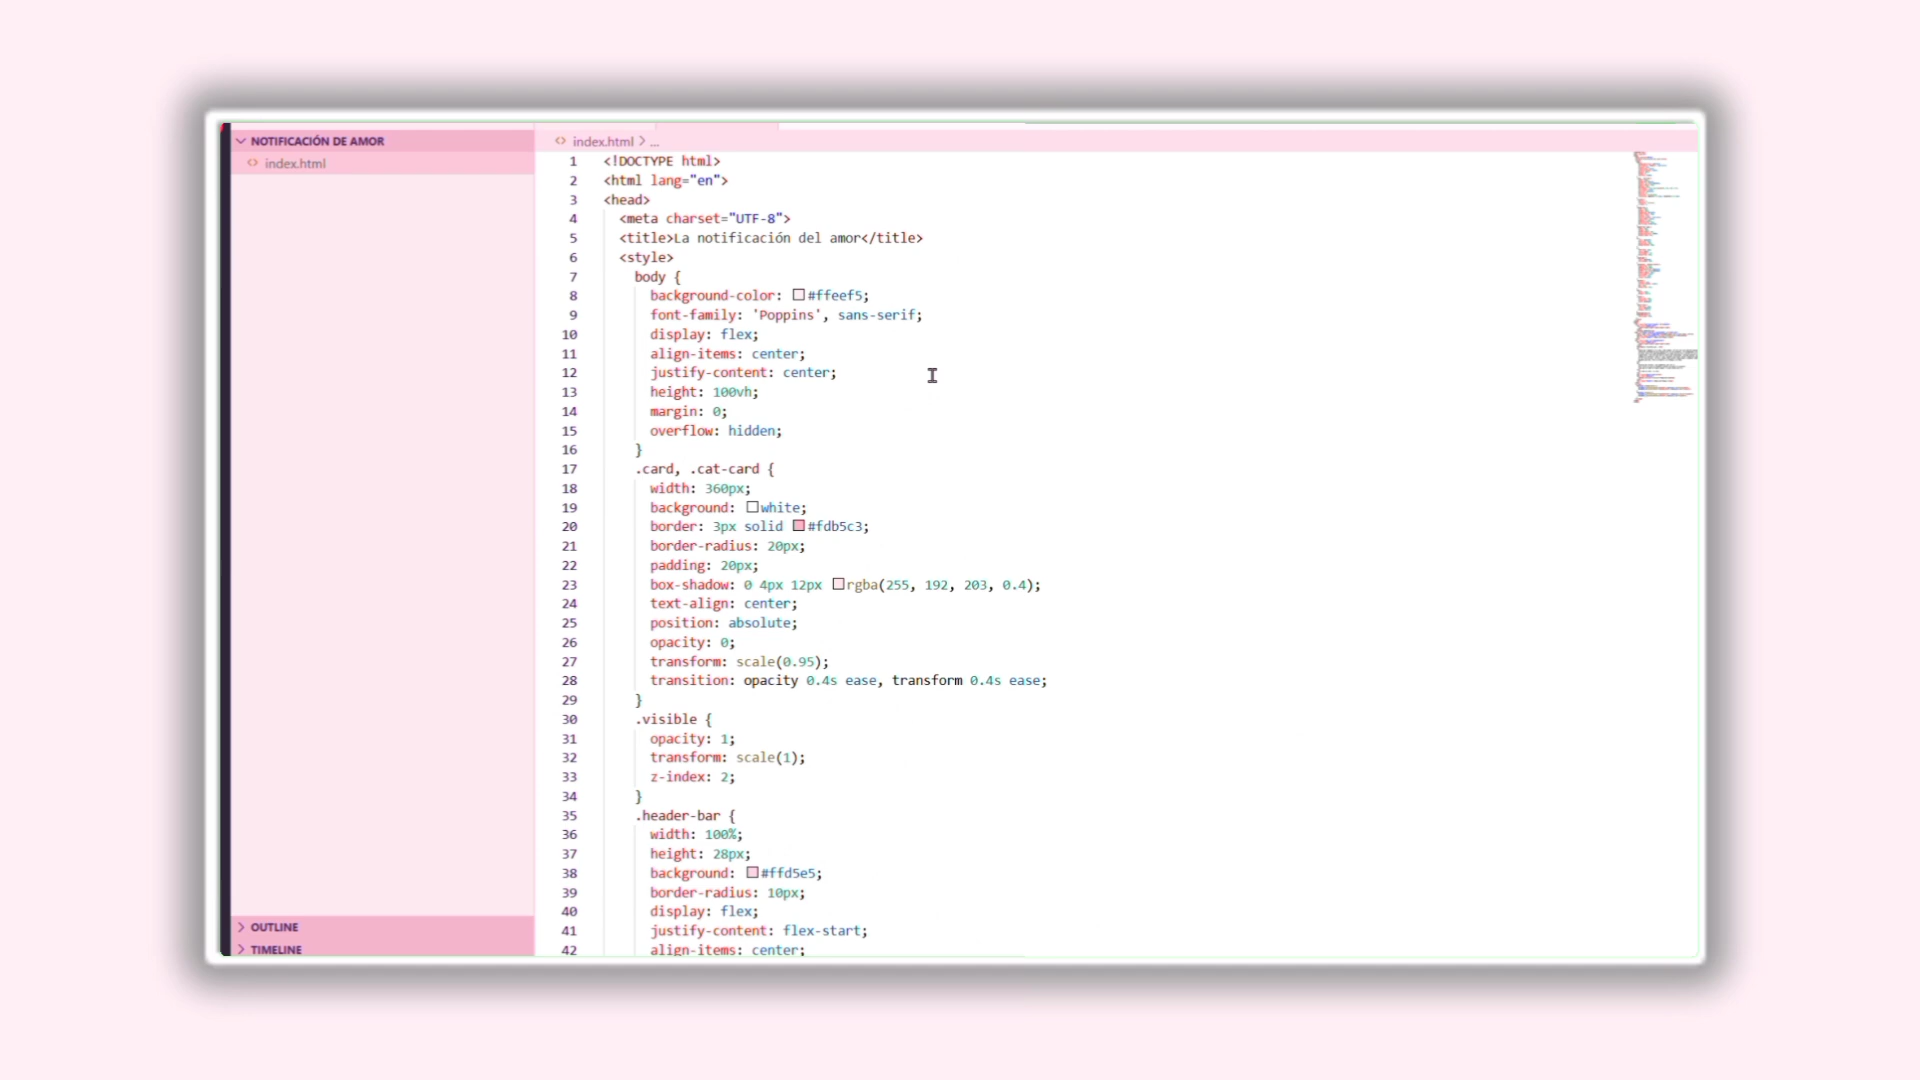 NOTIFICACIÓN DE AMOR
index.html
OUTLINE
TIMELINE
index.html > ...
1 <!DOCTYPE html>
2 <html lang="en">
3 <head>
4 <meta charset="UTF-8">
5 <title>La notificación del amor</title>
6 <style>
7 body {
8 background-color: #ffeef5;
9 font-family: 'Poppins', sans-serif;
10 display: flex;
11 align-items: center;
12 justify-content: center;
13 height: 100vh;
14 margin: 0;
15 overflow: hidden;
16 }
17 .card, .cat-card {
18 width: 360px;
19 background: white;
20 border: 3px solid #fdb5c3;
21 border-radius: 20px;
22 padding: 20px;
23 box-shadow: 0 4px 12px rgba(255, 192, 203, 0.4);
24 text-align: center;
25 position: absolute;
26 opacity: 0;
27 transform: scale(0.95);
28 transition: opacity 0.4s ease, transform 0.4s ease;
29 }
30 .visible {
31 opacity: 1;
32 transform: scale(1);
33 z-index: 2;
34 }
35 .header-bar {
36 width: 100%;
37 height: 28px;
38 background: #ffd5e5;
39 border-radius: 10px;
40 display: flex;
41 justify-content: flex-start;
42 align-items: center;